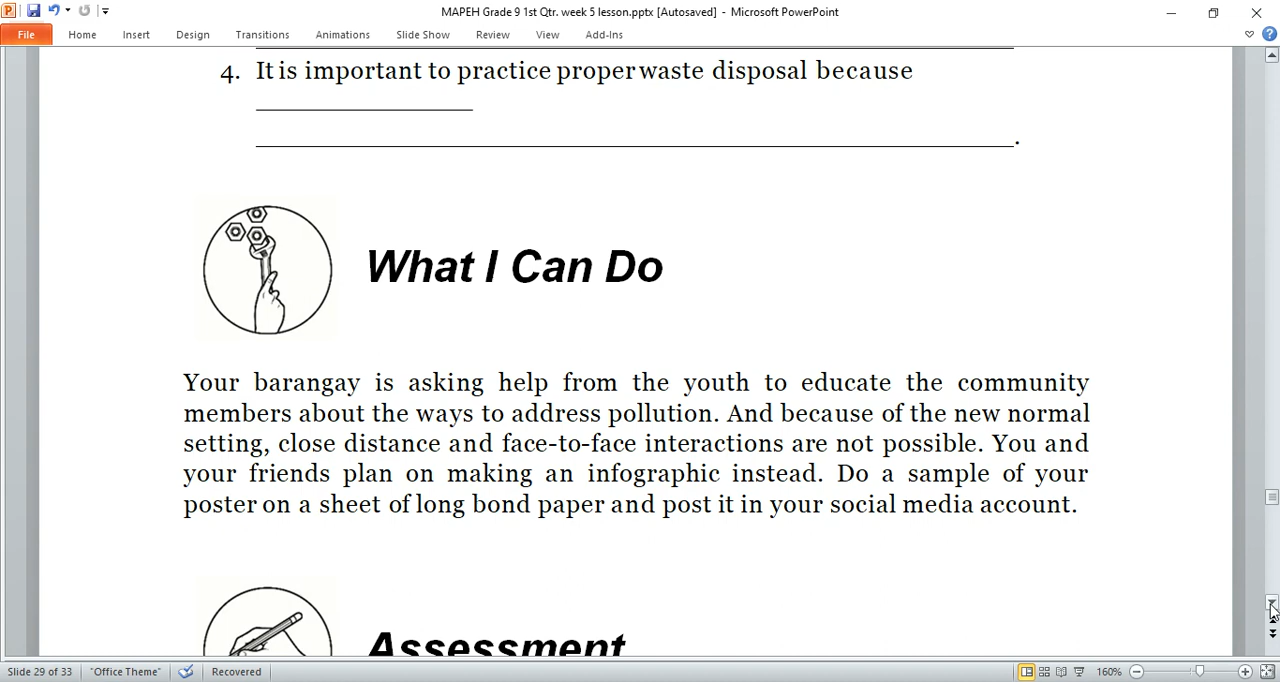 MAPEH Grade 9 1st Qtr. week 5 lesson.pptx [Autosaved] - Microsoft PowerPoint
File Home Insert Design Transitions Animations Slide Show Review View Add-Ins
4. It is important to practice proper waste disposal because
____________________
______________________________________________________________________.
What I Can Do
Your barangay is asking help from the youth to educate the community
members about the ways to address pollution. And because of the new normal
setting, close distance and face-to-face interactions are not possible. You and
your friends plan on making an infographic instead. Do a sample of your
poster on a sheet of long bond paper and post it in your social media account.
Assessment
Slide 29 of 33 "Office Theme" Recovered 160%